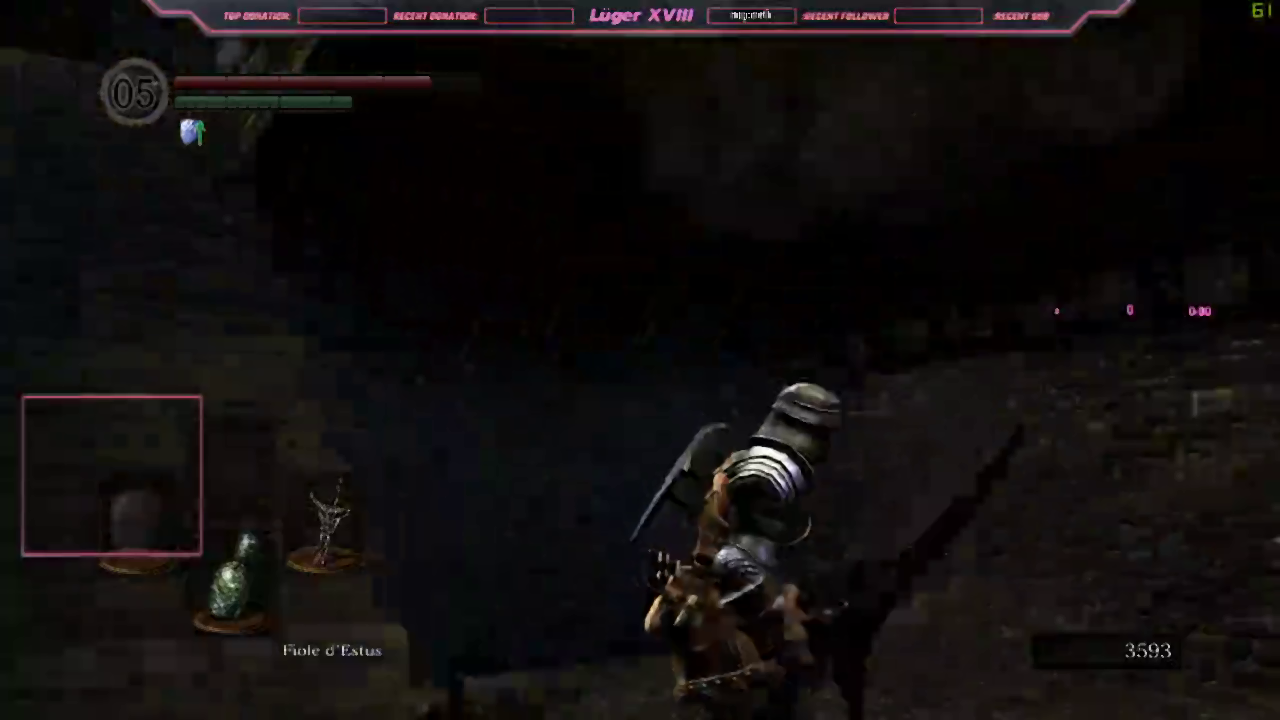 TOP DONATION:
RECENT DONATION:
Lüger XVIII
RECENT FOLLOWER
RECENT SUB
61
05
0
0-00
Fiole d'Estus
3593